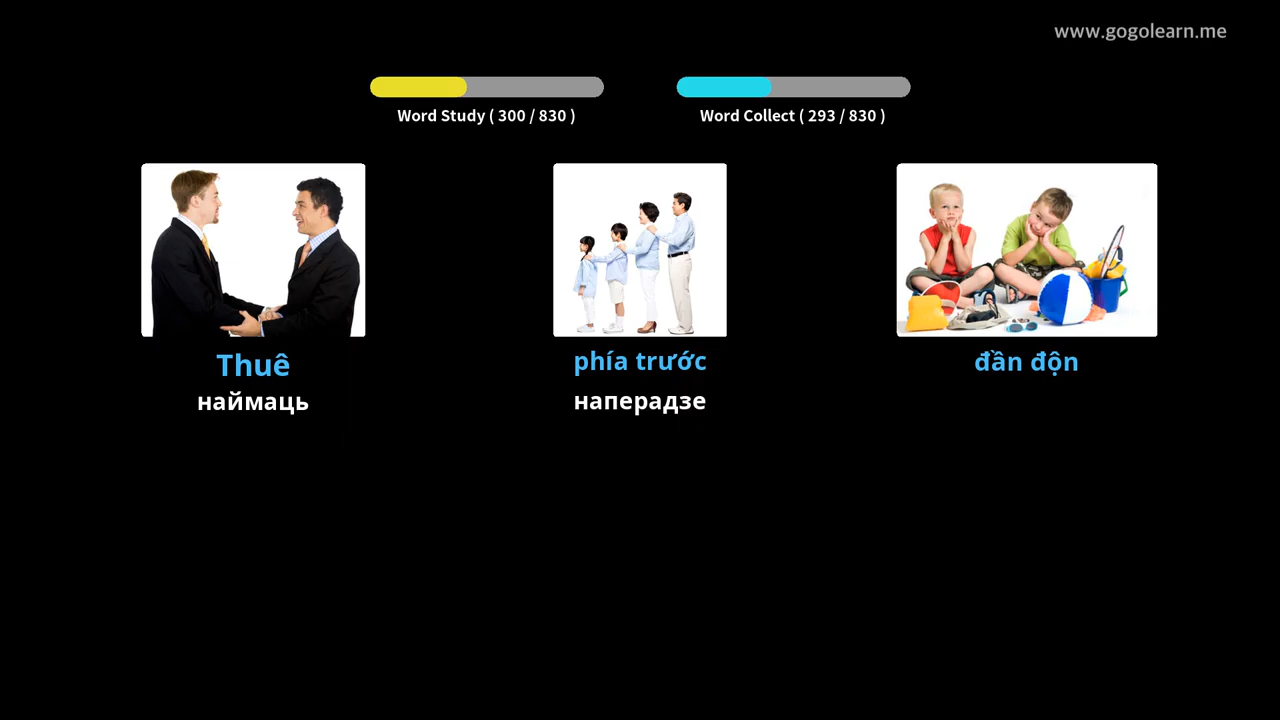 www.gogolearn.me
Word Study ( 300 / 830 )
Word Collect ( 293 / 830 )
Thuê
наймаць
phía trước
наперадзе
đần độn